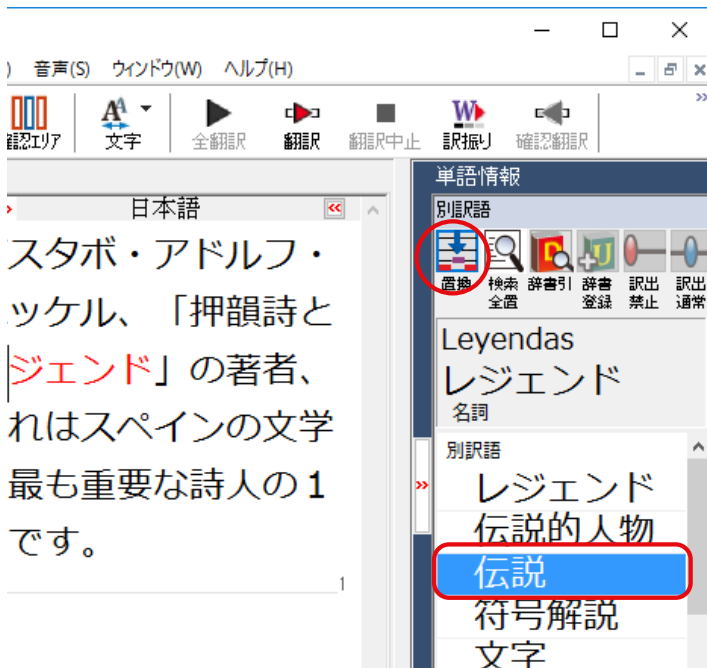 音声(S) ウィンドウ(W) ヘルプ(H)
確認エリア 文字 全翻訳 翻訳 翻訳中止 訳振り 確認翻訳
日本語
スタボ・アドルフ・
ッケル、「押韻詩と
ジェンド」の著者、
れはスペインの文学
最も重要な詩人の1
です。
1
単語情報
別訳語
置換 検索全置 辞書引 辞書登録 訳出禁止 訳出通常
Leyendas
レジェンド
名詞
別訳語
レジェンド
伝説的人物
伝説
符号解説
文字